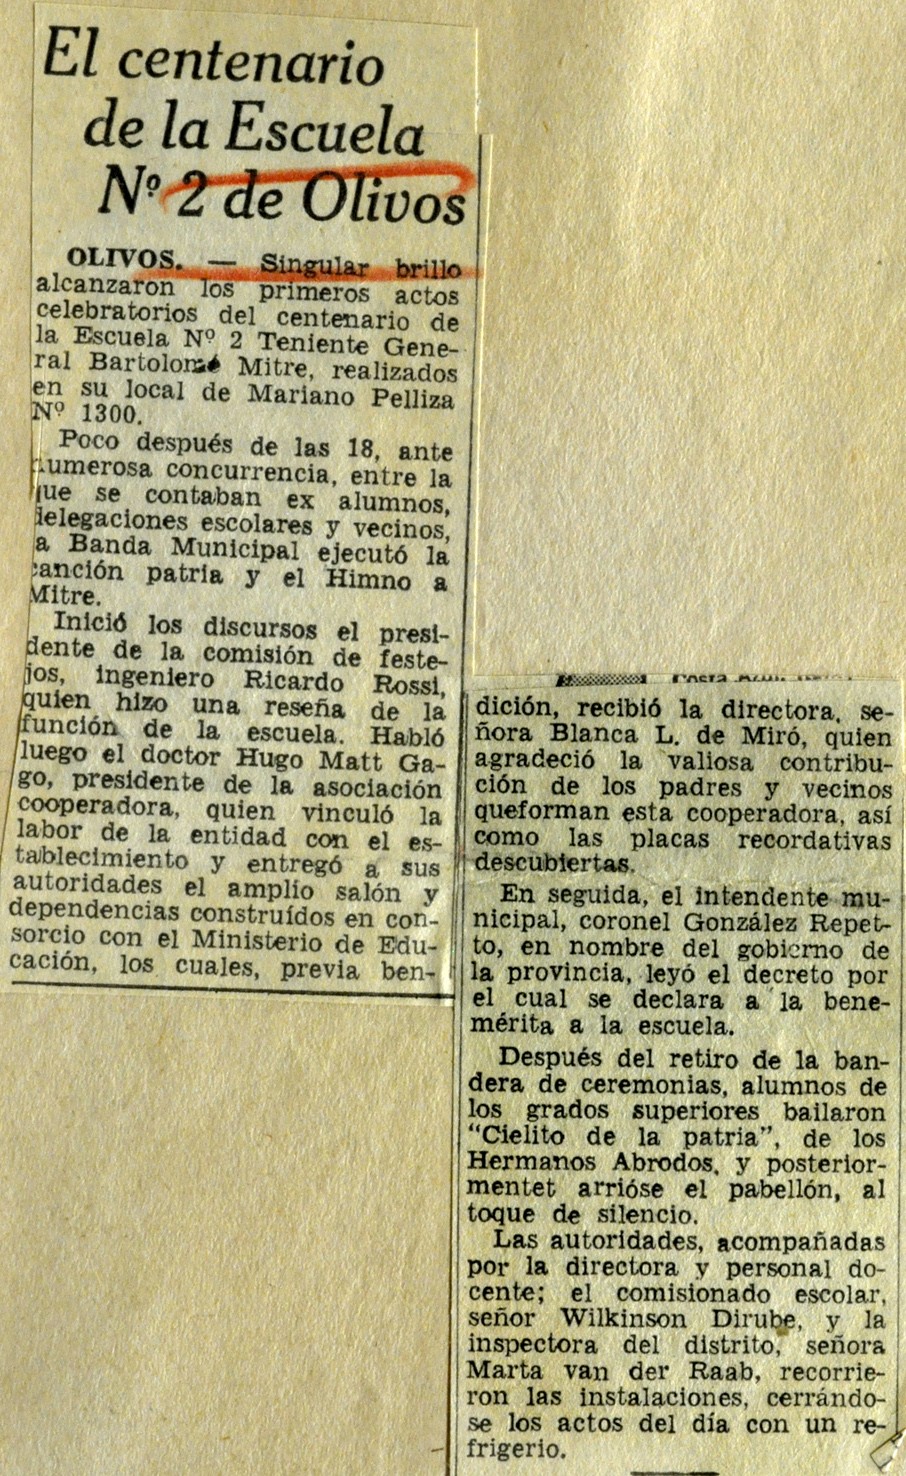 El centenario
de la Escuela
Nº 2 de Olivos
OLIVOS. — Singular brillo
alcanzaron los primeros actos
celebratorios del centenario de
la Escuela Nº 2 Teniente Gene-
ral Bartolomé Mitre, realizados
en su local de Mariano Pelliza
Nº 1300.
Poco después de las 18, ante
numerosa concurrencia, entre la
que se contaban ex alumnos,
delegaciones escolares y vecinos,
a Banda Municipal ejecutó la
canción patria y el Himno a
Mitre.
Inició los discursos el presi-
dente de la comisión de feste-
jos, ingeniero Ricardo Rossi,
quien hizo una reseña de la
función de la escuela. Habló
luego el doctor Hugo Matt Ga-
go, presidente de la asociación
cooperadora, quien vinculó la
labor de la entidad con el es-
tablecimiento y entregó a sus
autoridades el amplio salón y
dependencias construídos en con-
sorcio con el Ministerio de Edu-
cación, los cuales, previa ben-
dición, recibió la directora, se-
ñora Blanca L. de Miró, quien
agradeció la valiosa contribu-
ción de los padres y vecinos
queforman esta cooperadora, así
como las placas recordativas
descubiertas.
En seguida, el intendente mu-
nicipal, coronel González Repet-
to, en nombre del gobierno de
la provincia, leyó el decreto por
el cual se declara a la bene-
mérita a la escuela.
Después del retiro de la ban-
dera de ceremonias, alumnos de
los grados superiores bailaron
"Cielito de la patria", de los
Hermanos Abrodos, y posterior-
mentet arrióse el pabellón, al
toque de silencio.
Las autoridades, acompañadas
por la directora y personal do-
cente; el comisionado escolar,
señor Wilkinson Dirube, y la
inspectora del distrito, señora
Marta van der Raab, recorrie-
ron las instalaciones, cerrándo-
se los actos del día con un re-
frigerio.